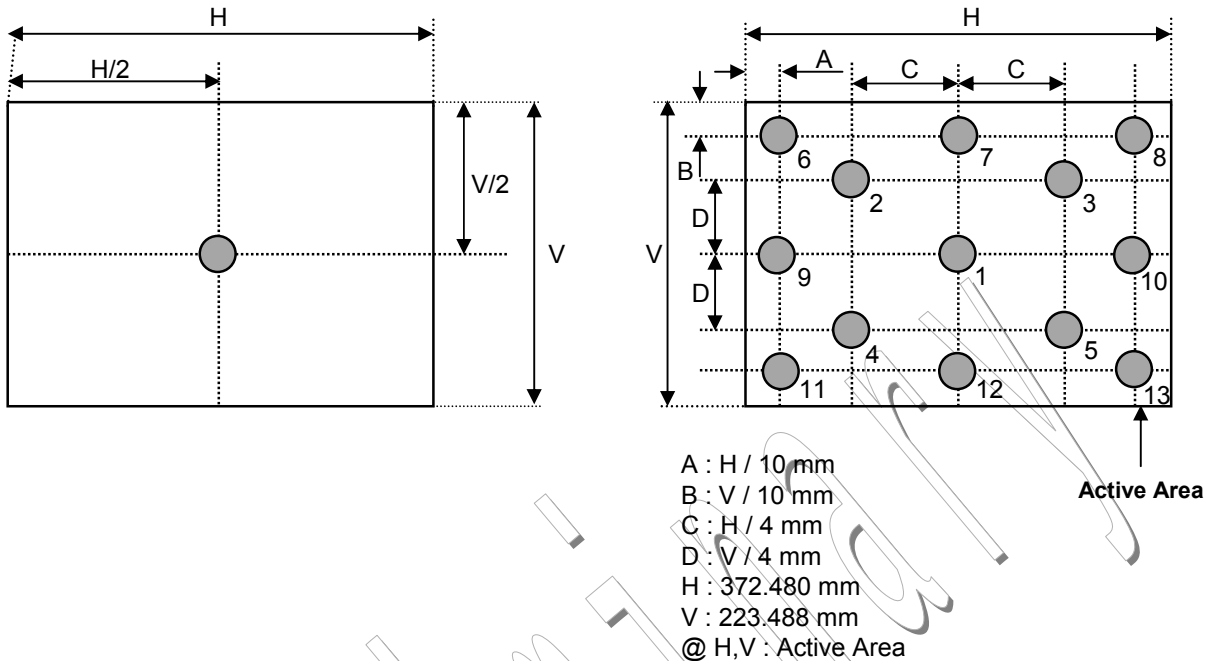 H
H/2
V/2
V
H
A
C
C
B
D
D
V
6
7
8
2
3
9
1
10
4
5
11
12
13
A : H / 10 mm
B : V / 10 mm
C : H / 4 mm
D : V / 4 mm
H : 372.480 mm
V : 223.488 mm
@ H,V : Active Area
Active Area